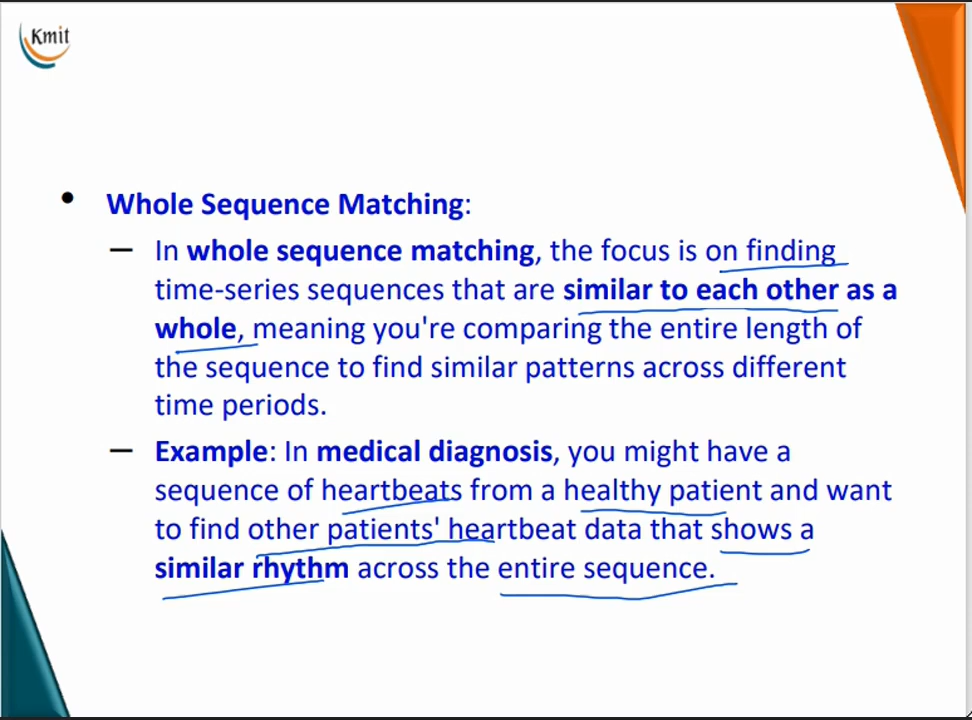 Kmit
• Whole Sequence Matching:
– In whole sequence matching, the focus is on finding
time-series sequences that are similar to each other as a
whole, meaning you're comparing the entire length of
the sequence to find similar patterns across different
time periods.
– Example: In medical diagnosis, you might have a
sequence of heartbeats from a healthy patient and want
to find other patients' heartbeat data that shows a
similar rhythm across the entire sequence.